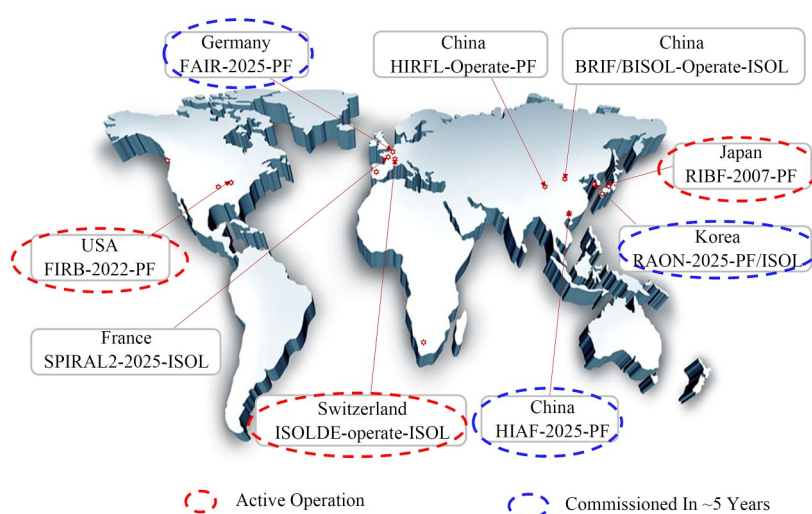 Germany
FAIR-2025-PF
China
HIRFL-Operate-PF
China
BRIF/BISOL-Operate-ISOL
Japan
RIBF-2007-PF
USA
FIRB-2022-PF
Korea
RAON-2025-PF/ISOL
France
SPIRAL2-2025-ISOL
Switzerland
ISOLDE-operate-ISOL
China
HIAF-2025-PF
Active Operation
Commissioned In ~5 Years